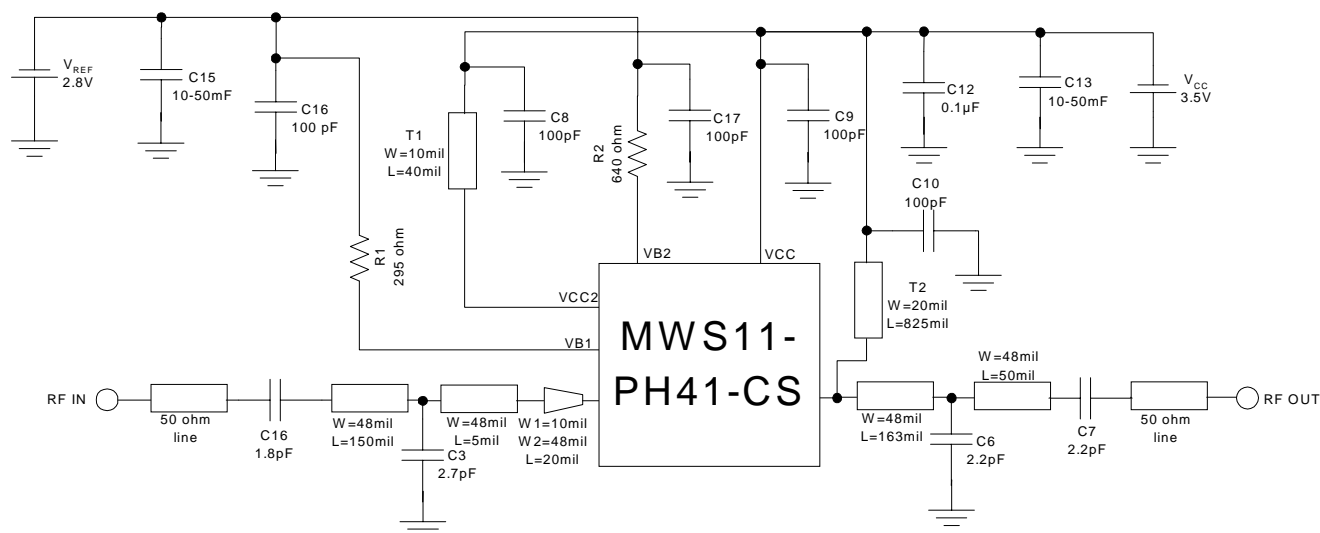 V_REF
2.8V
C15
10-50mF
C16
100 pF
R1
295 ohm
T1
W=10mil
L=40mil
C8
100pF
R2
640 ohm
C17
100pF
C9
100pF
C12
0.1µF
C13
10-50mF
V_CC
3.5V
C10
100pF
T2
W=20mil
L=825mil
VB2
VCC
VCC2
VB1
MWS11-
PH41-CS
RF IN
50 ohm
line
C16
1.8pF
W=48mil
L=150mil
C3
2.7pF
W=48mil
L=5mil
W1=10mil
W2=48mil
L=20mil
W=48mil
L=163mil
C6
2.2pF
W=48mil
L=50mil
C7
2.2pF
50 ohm
line
RF OUT